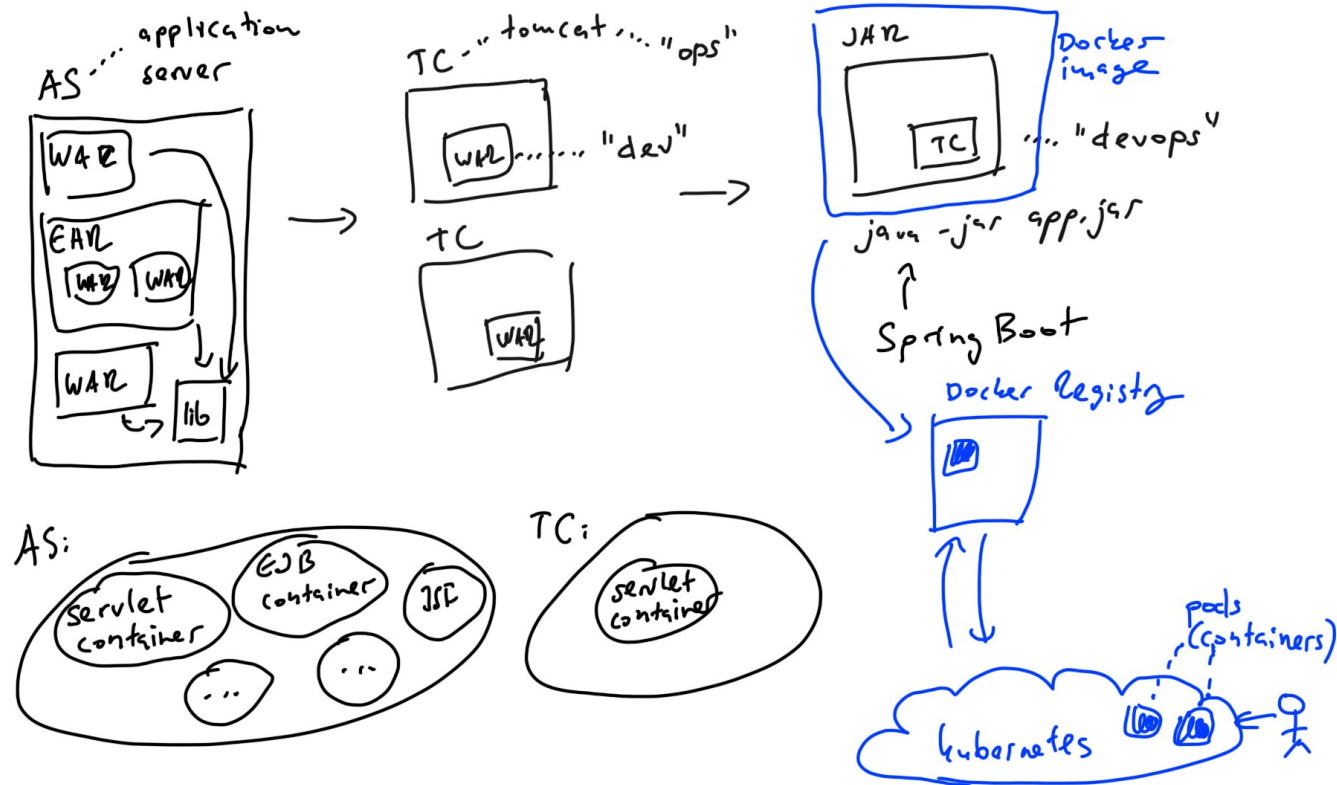 AS .... application
server
WAR
EAR
WAR WAR
WAR
lib
TC .... tomcat .... "ops"
WAR ...... "dev"
TC
WAR
JAR
TC
.... "devops"
Docker
image
java -jar app.jar
Spring Boot
Docker Registry
AS:
servlet
container
EJB
container
JSF
...
...
TC:
servlet
container
pods
(containers)
kubernetes